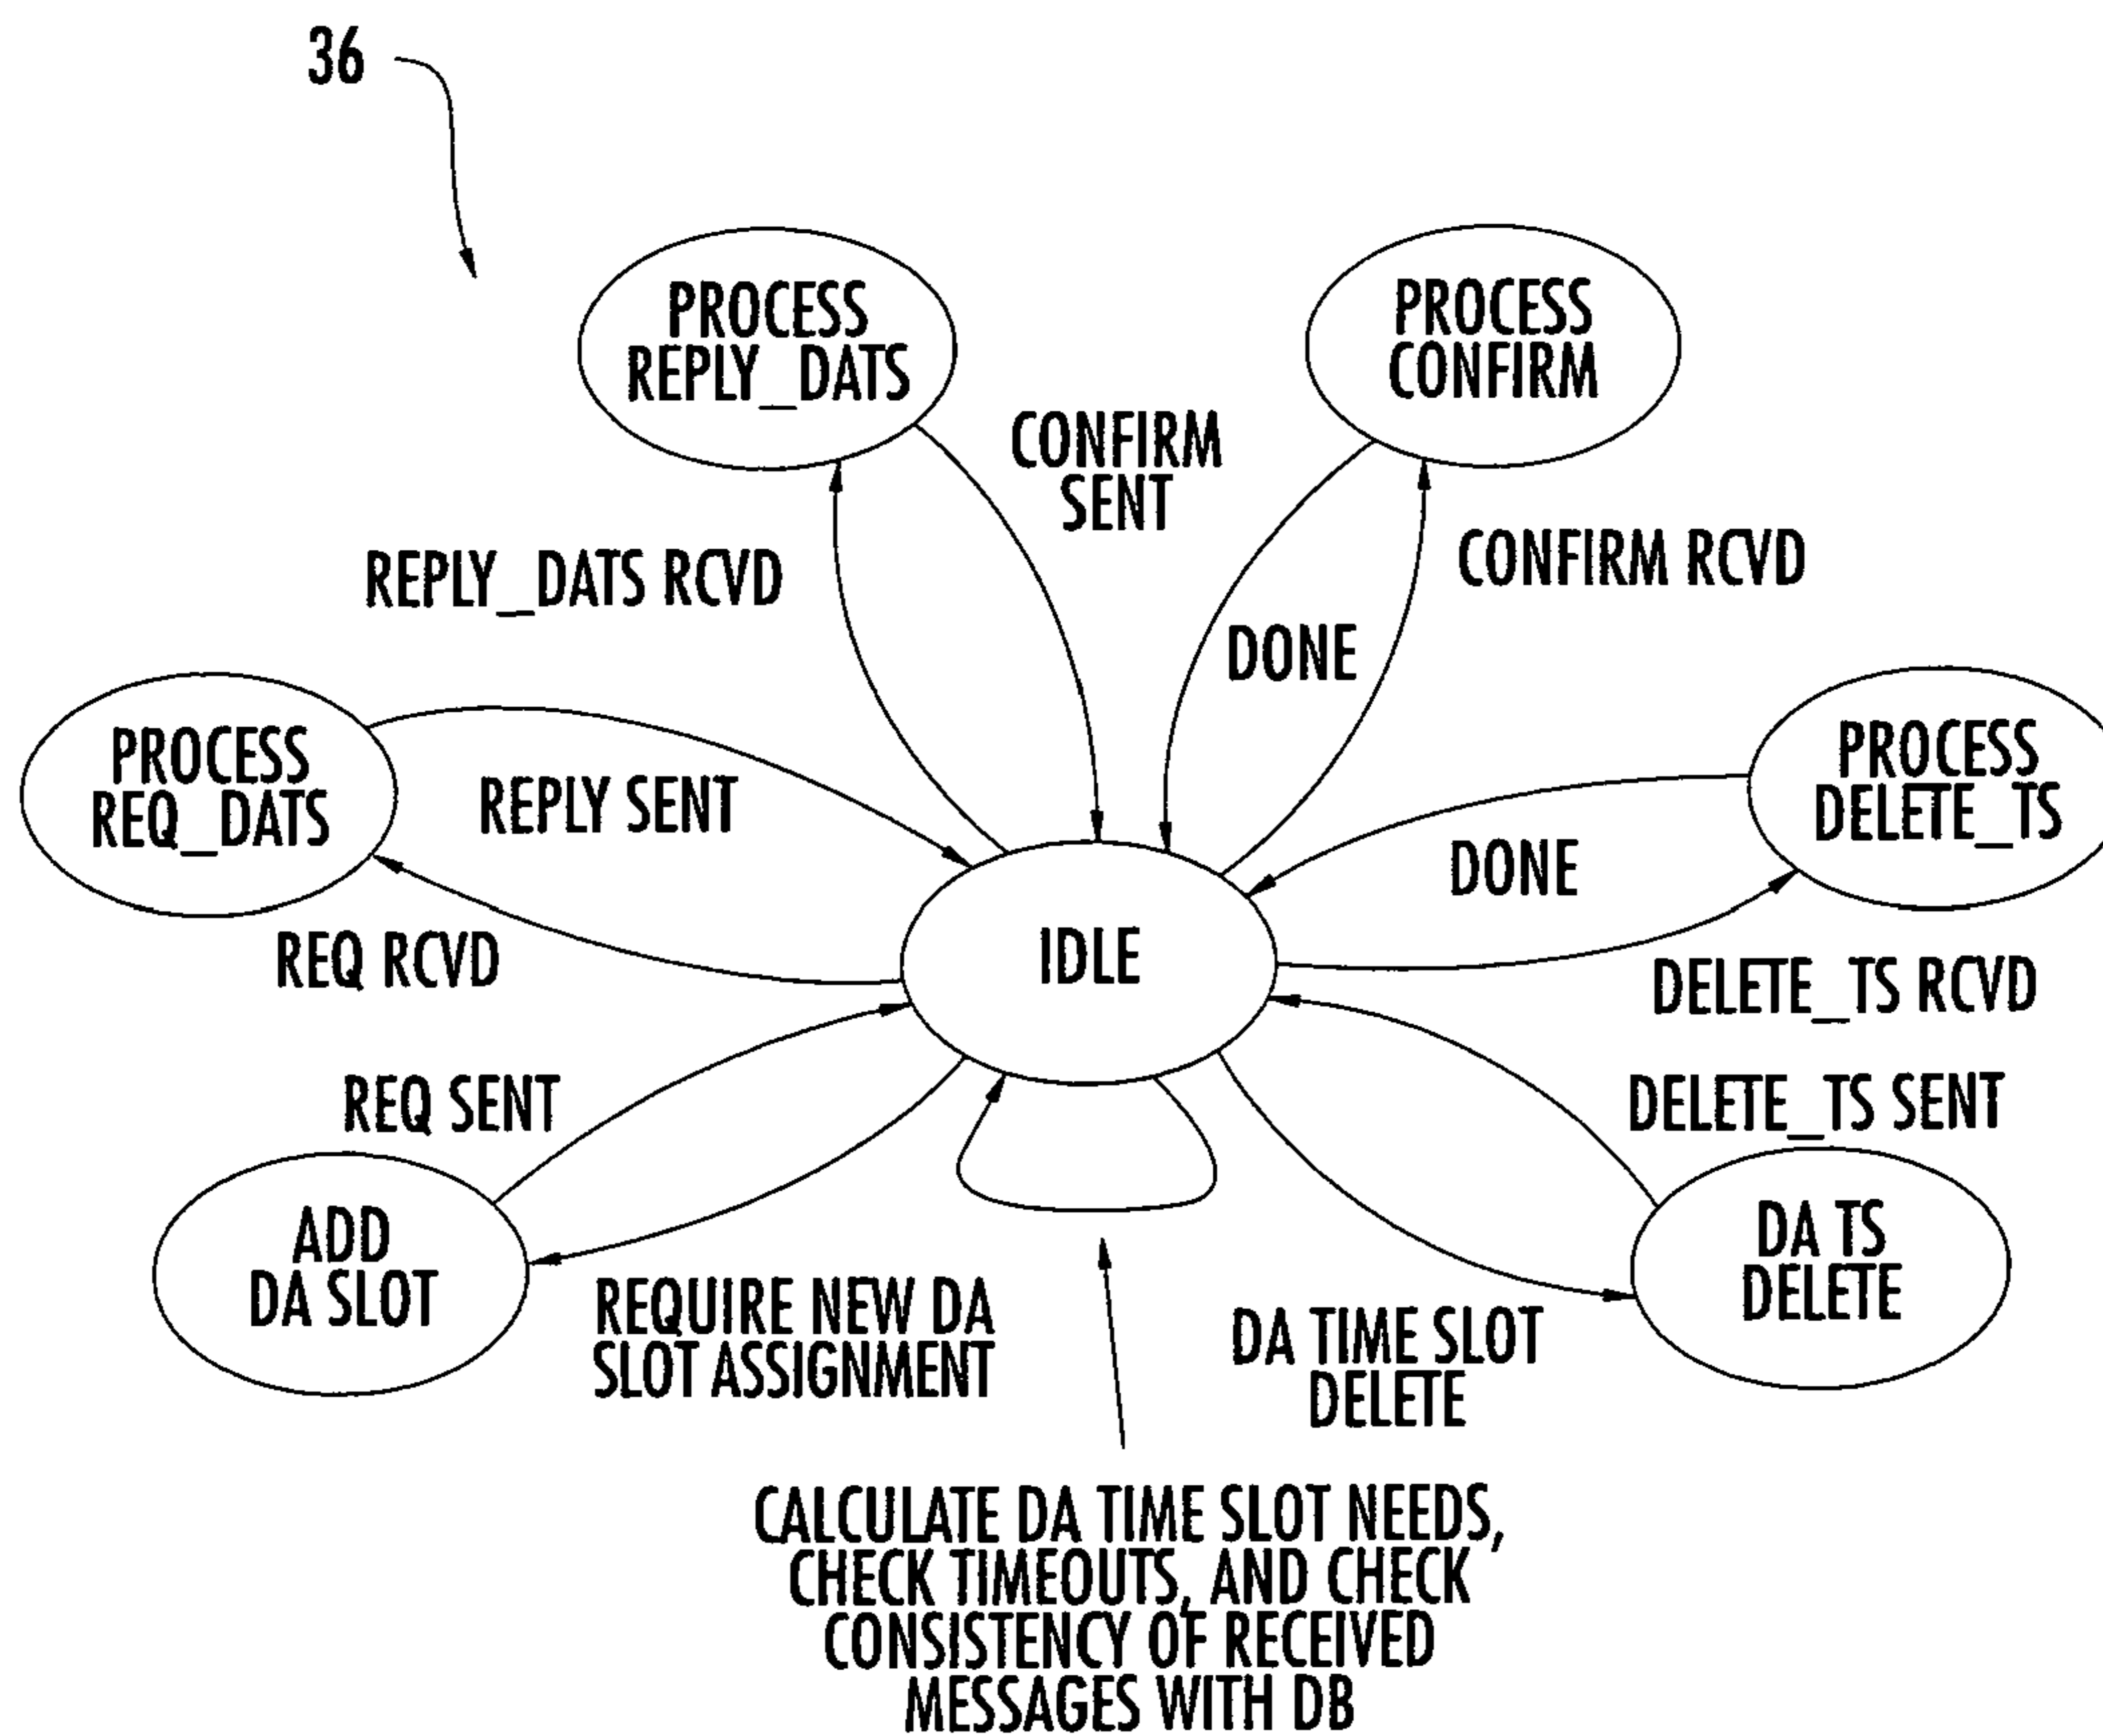 36
PROCESS
REPLY_DATS
PROCESS
CONFIRM
CONFIRM
SENT
REPLY_DATS RCVD
CONFIRM RCVD
DONE
PROCESS
REQ_DATS
REPLY SENT
PROCESS
DELETE_TS
DONE
REQ RCVD
IDLE
DELETE_TS RCVD
REQ SENT
DELETE_TS SENT
ADD
DA SLOT
DA TS
DELETE
REQUIRE NEW DA
SLOT ASSIGNMENT
DA TIME SLOT
DELETE
CALCULATE DA TIME SLOT NEEDS,
CHECK TIMEOUTS, AND CHECK
CONSISTENCY OF RECEIVED
MESSAGES WITH DB